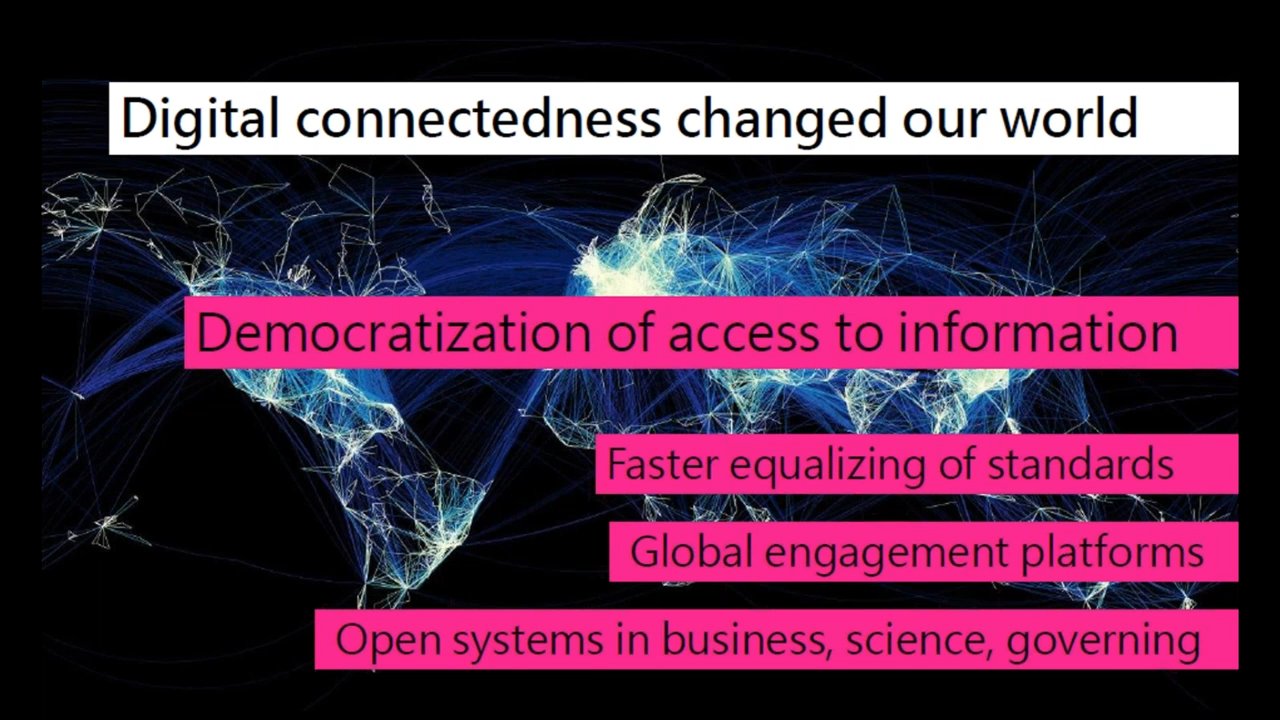 Digital connectedness changed our world
Democratization of access to information
Faster equalizing of standards
Global engagement platforms
Open systems in business, science, governing